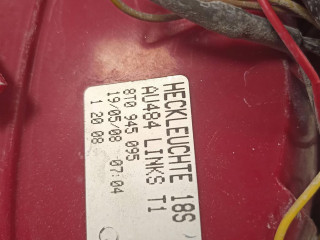 HECKLEUCHTE 18S
AU484 LINKS T1
8T0 945 095
19/05/08 07:04
1 20 08